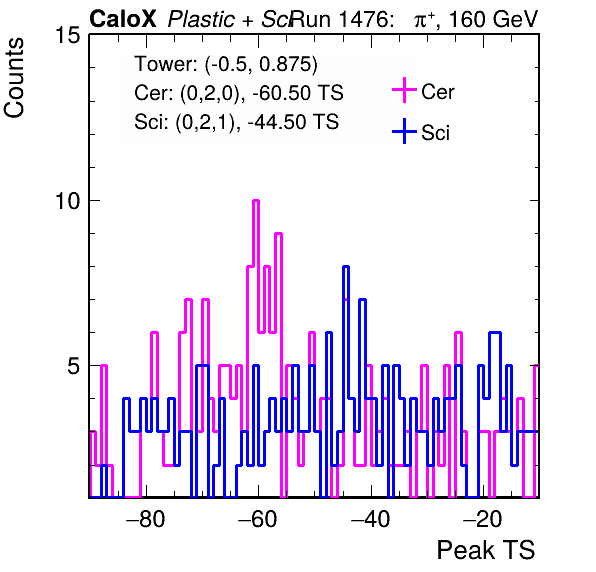 CaloX Plastic + Sci Run 1476: π+, 160 GeV
Counts
15
Tower: (-0.5, 0.875)
Cer: (0,2,0), -60.50 TS
Sci: (0,2,1), -44.50 TS
Cer
Sci
10
5
−80 −60 −40 −20
Peak TS